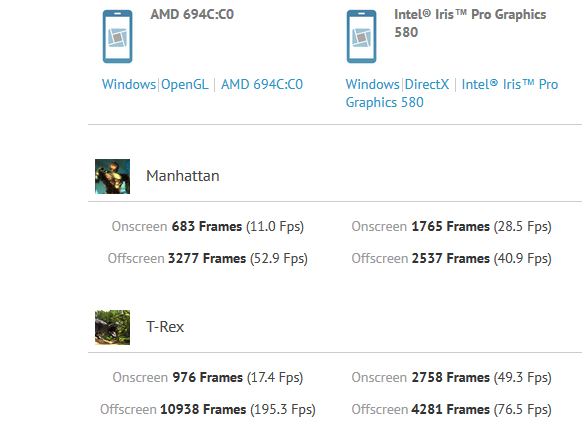 AMD 694C:C0
Intel® Iris™ Pro Graphics
580
Windows|OpenGL | AMD 694C:C0
Windows|DirectX | Intel® Iris™ Pro
Graphics 580
Manhattan
Onscreen 683 Frames (11.0 Fps)
Onscreen 1765 Frames (28.5 Fps)
Offscreen 3277 Frames (52.9 Fps)
Offscreen 2537 Frames (40.9 Fps)
T-Rex
Onscreen 976 Frames (17.4 Fps)
Onscreen 2758 Frames (49.3 Fps)
Offscreen 10938 Frames (195.3 Fps)
Offscreen 4281 Frames (76.5 Fps)